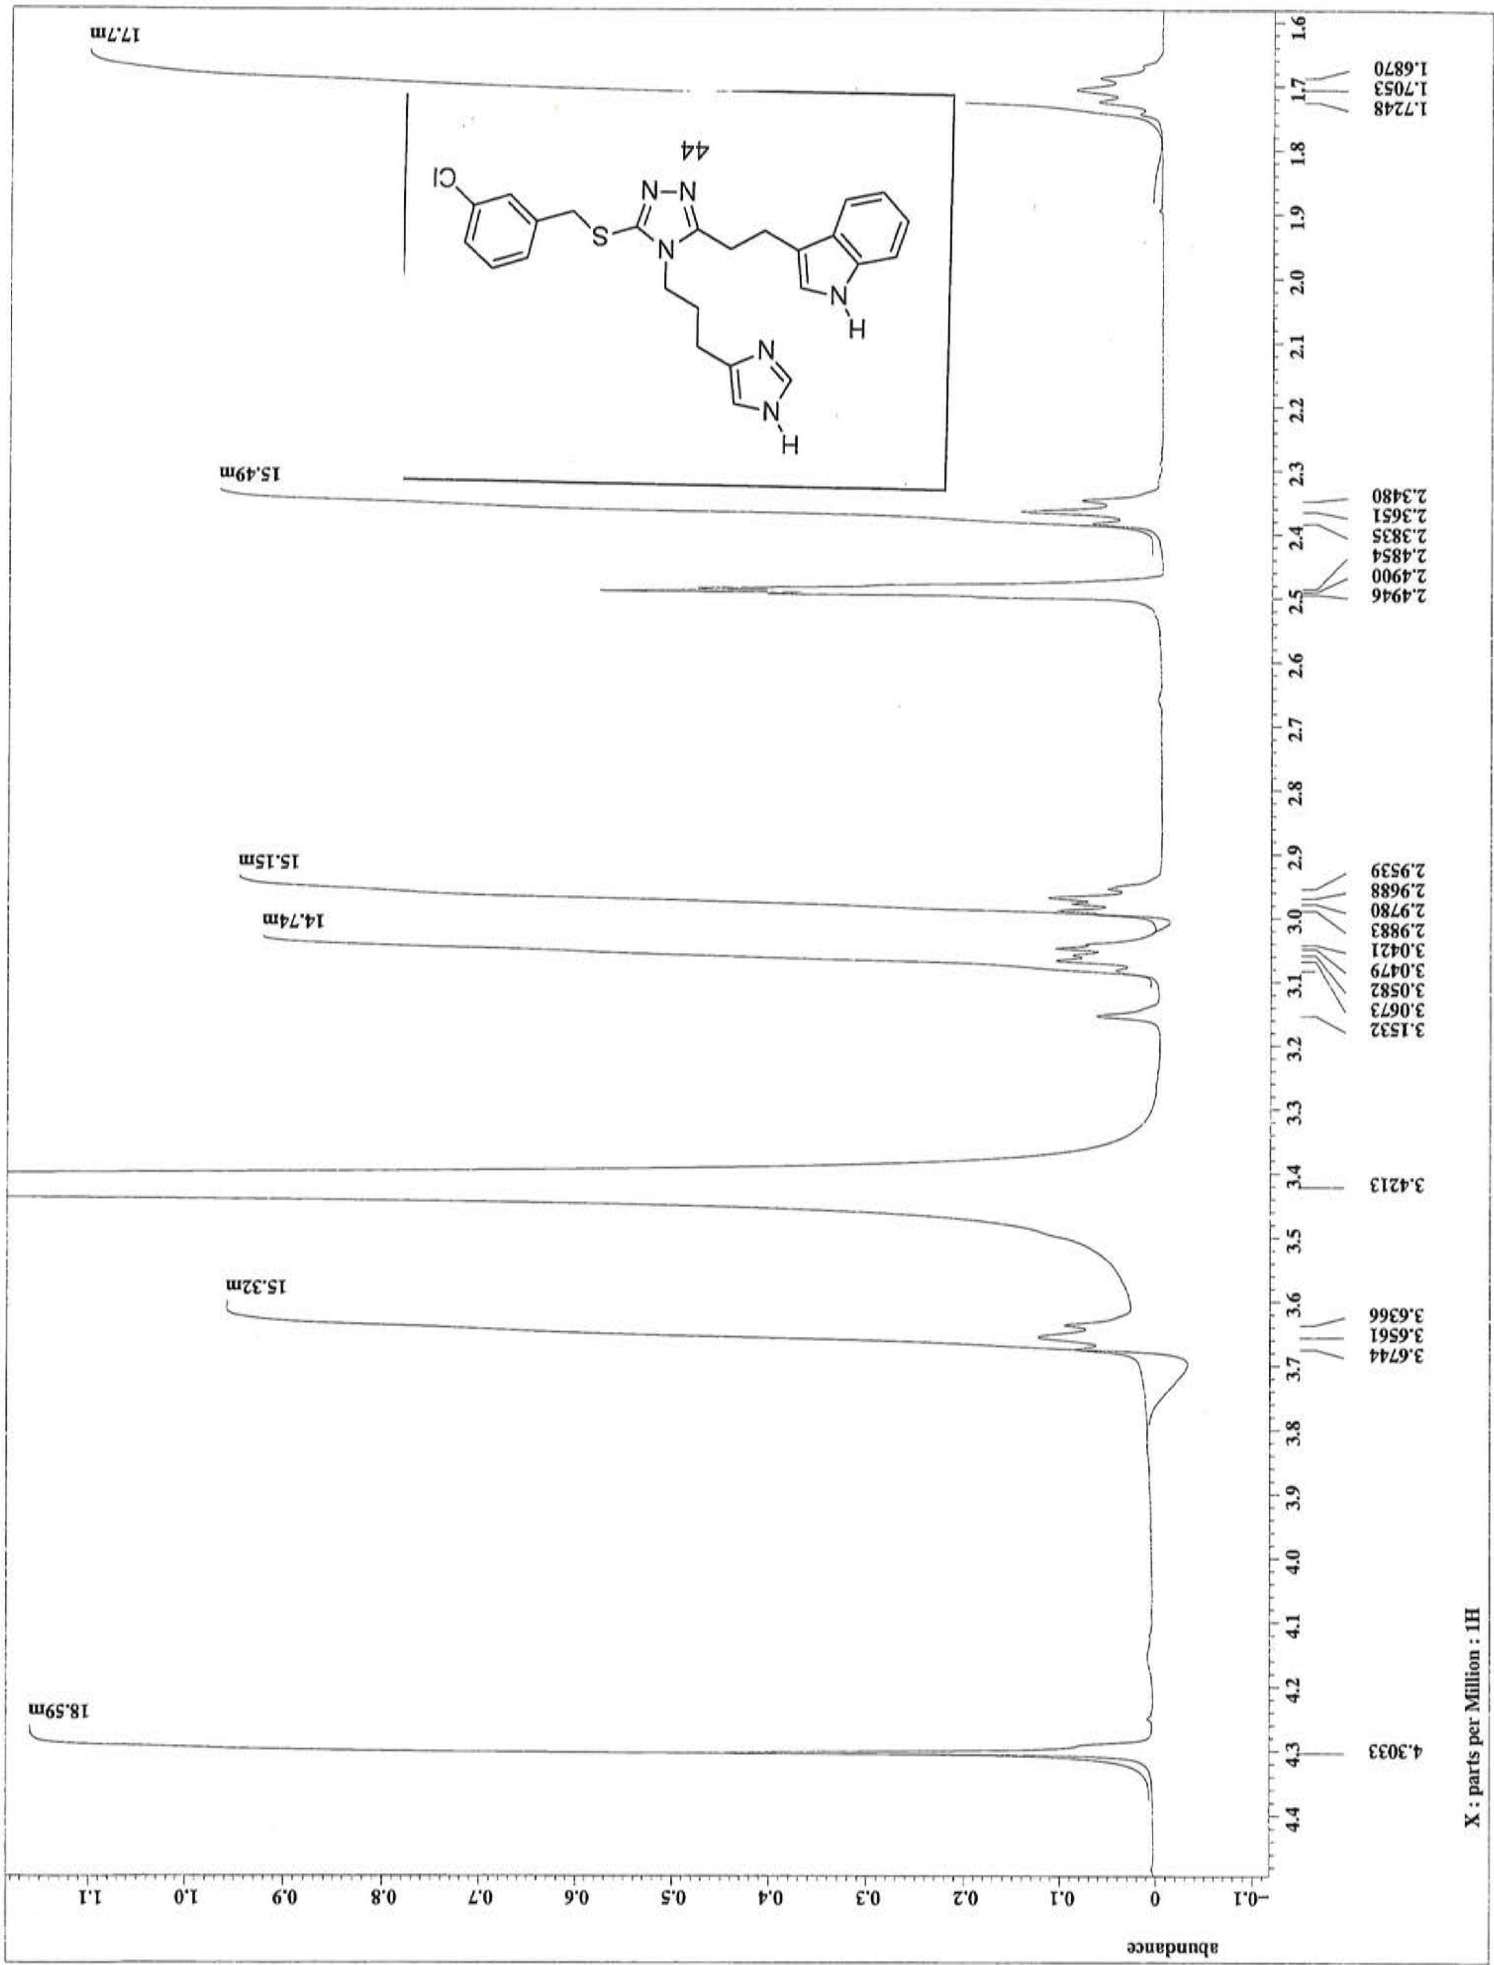 abundance
-0.1 0 0.1 0.2 0.3 0.4 0.5 0.6 0.7 0.8 0.9 1.0 1.1
18.59m
15.32m
14.74m
15.15m
15.49m
17.7m
Cl
S
N
N
N
44
N
H
N
N
H
4.4 4.3 4.2 4.1 4.0 3.9 3.8 3.7 3.6 3.5 3.4 3.3 3.2 3.1 3.0 2.9 2.8 2.7 2.6 2.5 2.4 2.3 2.2 2.1 2.0 1.9 1.8 1.7 1.6
4.3033
3.6744
3.6561
3.6366
3.4213
3.1532
3.0673
3.0582
3.0479
3.0421
2.9883
2.9780
2.9688
2.9539
2.4946
2.4900
2.4854
2.3835
2.3651
2.3480
1.7248
1.7053
1.6870
X : parts per Million : 1H